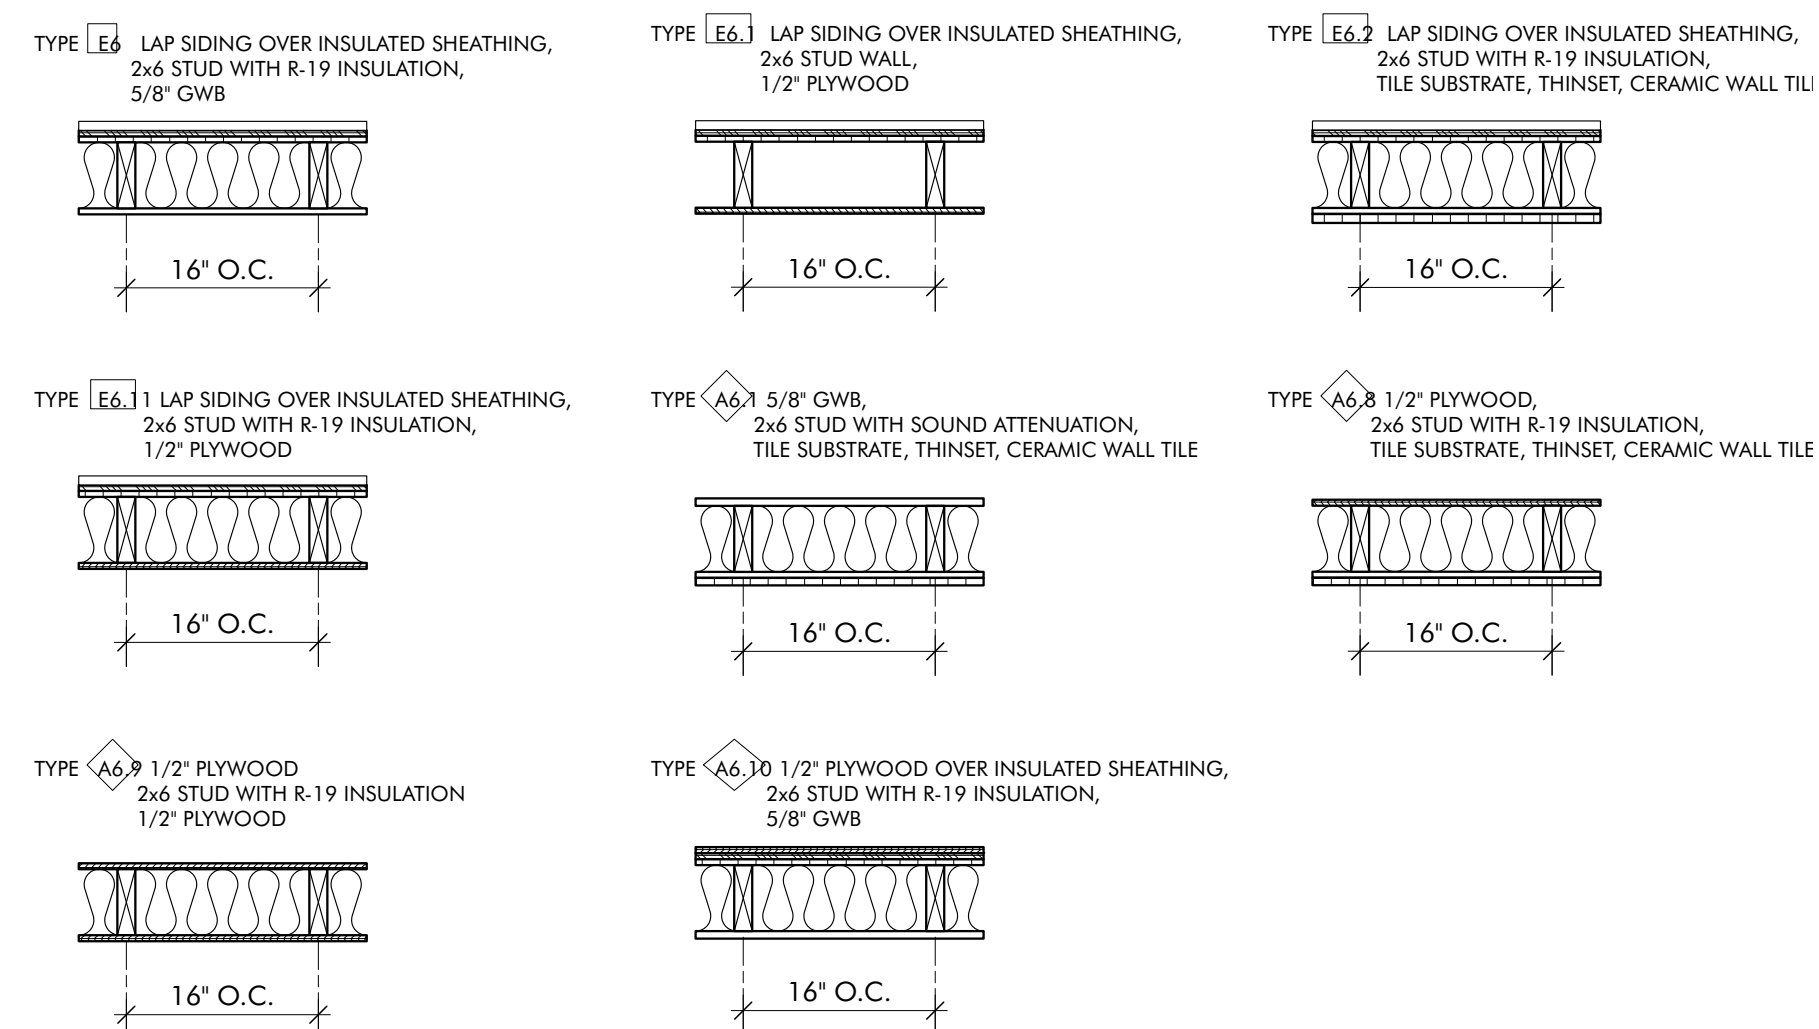 TYPE E6 LAP SIDING OVER INSULATED SHEATHING,
2x6 STUD WITH R-19 INSULATION,
5/8" GWB
16" O.C.
TYPE E6.1 LAP SIDING OVER INSULATED SHEATHING,
2x6 STUD WALL,
1/2" PLYWOOD
16" O.C.
TYPE E6.2 LAP SIDING OVER INSULATED SHEATHING,
2x6 STUD WITH R-19 INSULATION,
TILE SUBSTRATE, THINSET, CERAMIC WALL TILE
16" O.C.
TYPE E6.11 LAP SIDING OVER INSULATED SHEATHING,
2x6 STUD WITH R-19 INSULATION,
1/2" PLYWOOD
16" O.C.
TYPE A6.1 5/8" GWB,
2x6 STUD WITH SOUND ATTENUATION,
TILE SUBSTRATE, THINSET, CERAMIC WALL TILE
16" O.C.
TYPE A6.8 1/2" PLYWOOD,
2x6 STUD WITH R-19 INSULATION,
TILE SUBSTRATE, THINSET, CERAMIC WALL TILE
16" O.C.
TYPE A6.9 1/2" PLYWOOD
2x6 STUD WITH R-19 INSULATION
1/2" PLYWOOD
16" O.C.
TYPE A6.10 1/2" PLYWOOD OVER INSULATED SHEATHING,
2x6 STUD WITH R-19 INSULATION,
5/8" GWB
16" O.C.